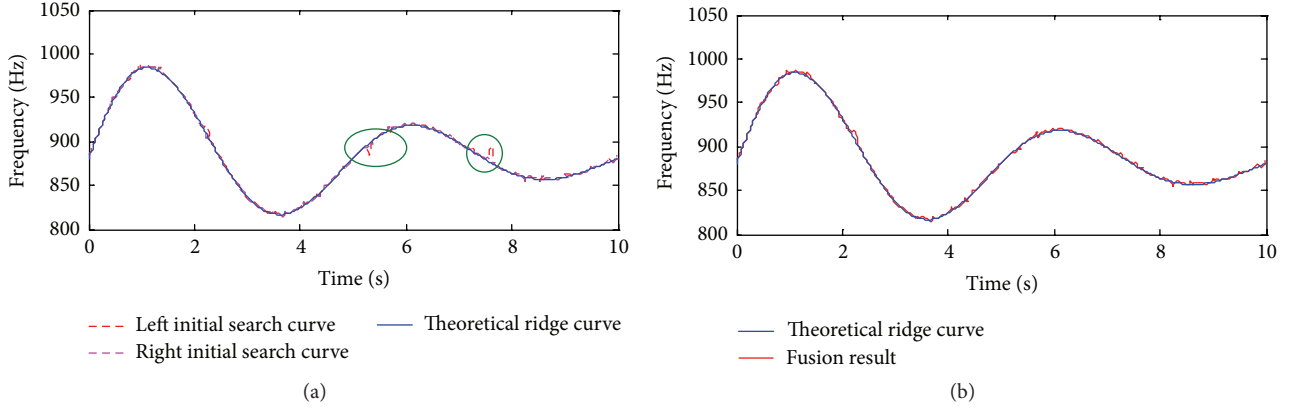 1050
1000
950
900
850
800
Frequency (Hz)
0 2 4 6 8 10
Time (s)
Left initial search curve
Right initial search curve
Theoretical ridge curve
(a)
1050
1000
950
900
850
800
Frequency (Hz)
0 2 4 6 8 10
Time (s)
Theoretical ridge curve
Fusion result
(b)